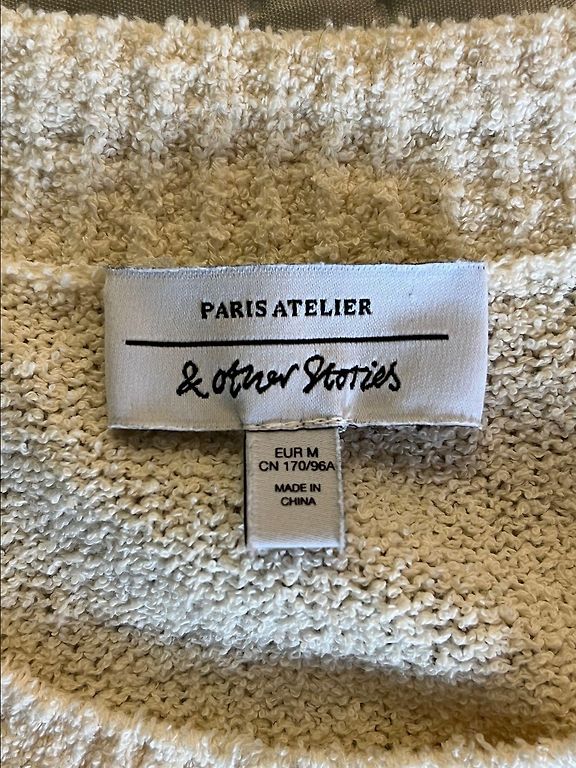 PARIS ATELIER
& other Stories
EUR M
CN 170/96A
MADE IN
CHINA